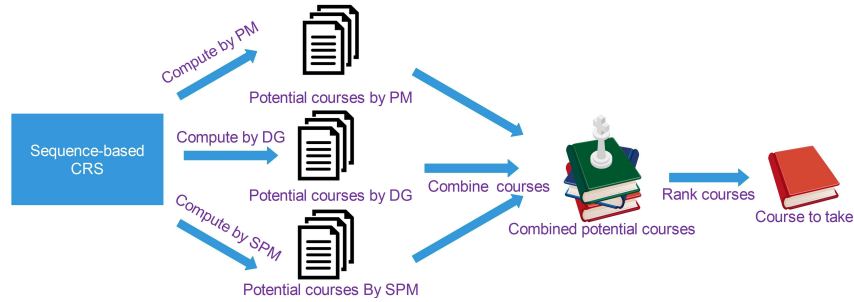 Compute by PM
Potential courses by PM
Sequence-based
CRS
Compute by DG
Potential courses by DG
Combine courses
Compute by SPM
Potential courses By SPM
Combined potential courses
Rank courses
Course to take